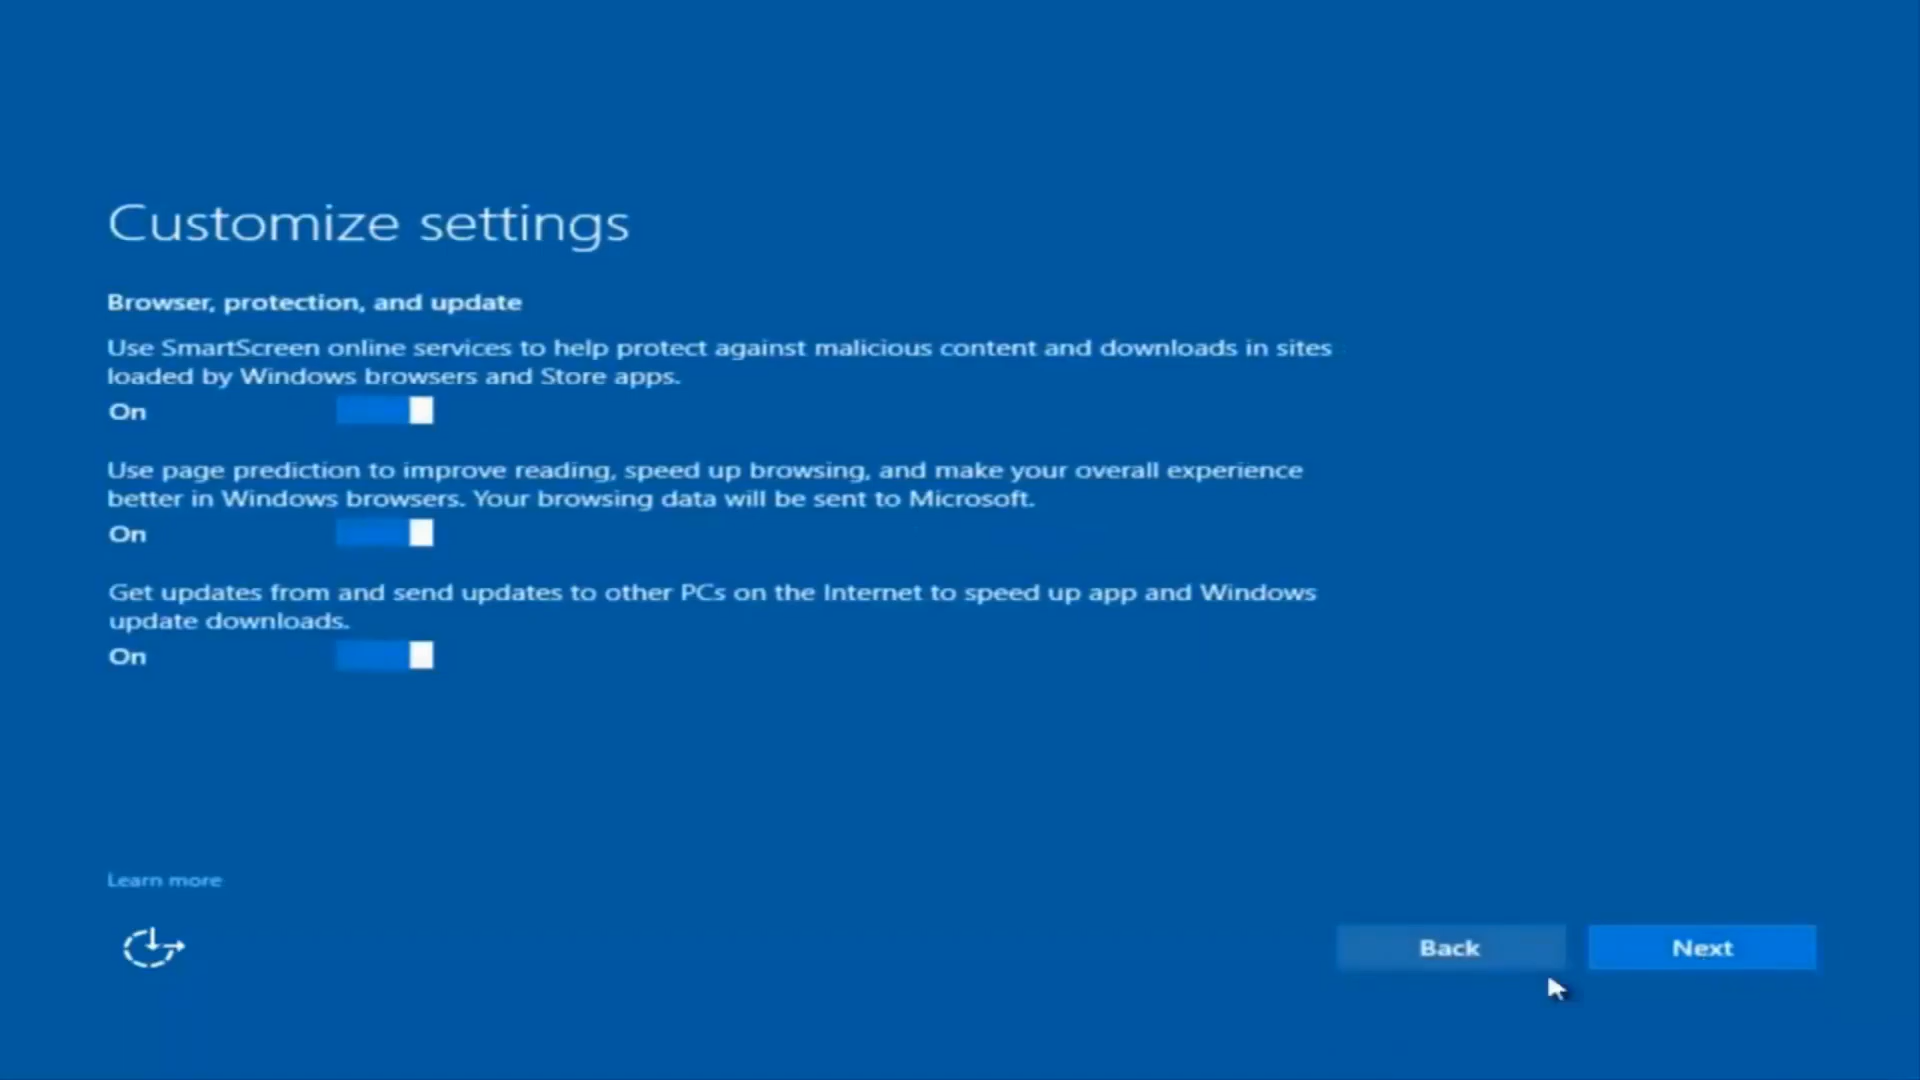 Customize settings
Browser, protection, and update
Use SmartScreen online services to help protect against malicious content and downloads in sites
loaded by Windows browsers and Store apps.
On
Use page prediction to improve reading, speed up browsing, and make your overall experience
better in Windows browsers. Your browsing data will be sent to Microsoft.
On
Get updates from and send updates to other PCs on the Internet to speed up app and Windows
update downloads.
On
Learn more
Back
Next